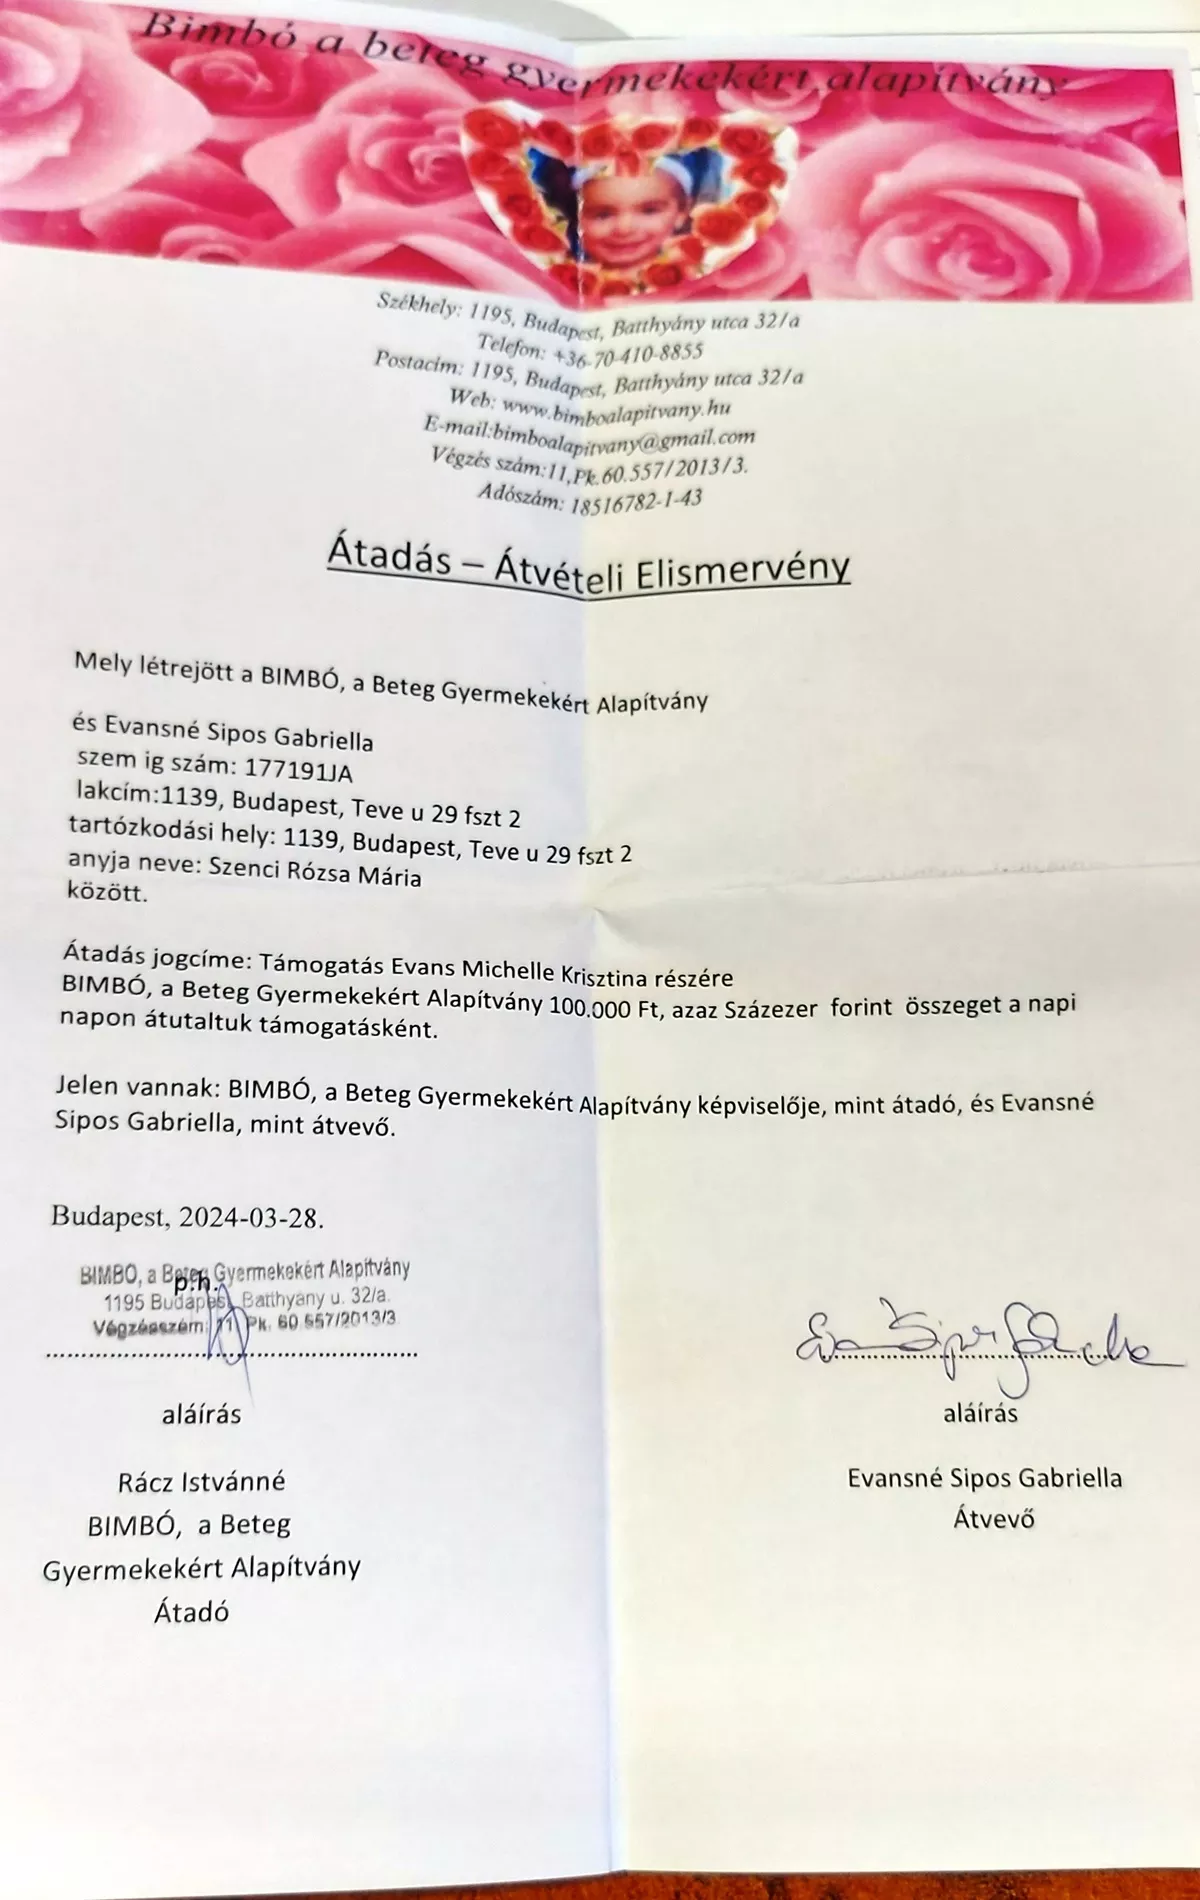 Bimbó a beteg gyermekekért alapítvány
Székhely: 1195, Budapest, Batthyány utca 32/a
Telefon: +36-70-410-8855
Postacím: 1195, Budapest, Batthyány utca 32/a
Web: www.bimboalapitvany.hu
E-mail:bimboalapitvany@gmail.com
Végzés szám:11,Pk.60.557/2013/3.
Adószám: 18516782-1-43
Átadás – Átvételi Elismervény
Mely létrejött a BIMBÓ, a Beteg Gyermekekért Alapítvány
és Evansné Sipos Gabriella
szem ig szám: 177191JA
lakcím:1139, Budapest, Teve u 29 fszt 2
tartózkodási hely: 1139, Budapest, Teve u 29 fszt 2
anyja neve: Szenci Rózsa Mária
között.
Átadás jogcíme: Támogatás Evans Michelle Krisztina részére
BIMBÓ, a Beteg Gyermekekért Alapítvány 100.000 Ft, azaz Százezer forint összeget a napi
napon átutaltuk támogatásként.
Jelen vannak: BIMBÓ, a Beteg Gyermekekért Alapítvány képviselője, mint átadó, és Evansné
Sipos Gabriella, mint átvevő.
Budapest, 2024-03-28.
BIMBO, a Beteg Gyermekekért Alapítvány
p.h.
1195 Budapest, Batthyány u. 32/a.
Végzésszém: 11 Pk. 60.557/2013/3
aláírás
aláírás
Rácz Istvánné
Evansné Sipos Gabriella
BIMBÓ, a Beteg
Átvevő
Gyermekekért Alapítvány
Átadó